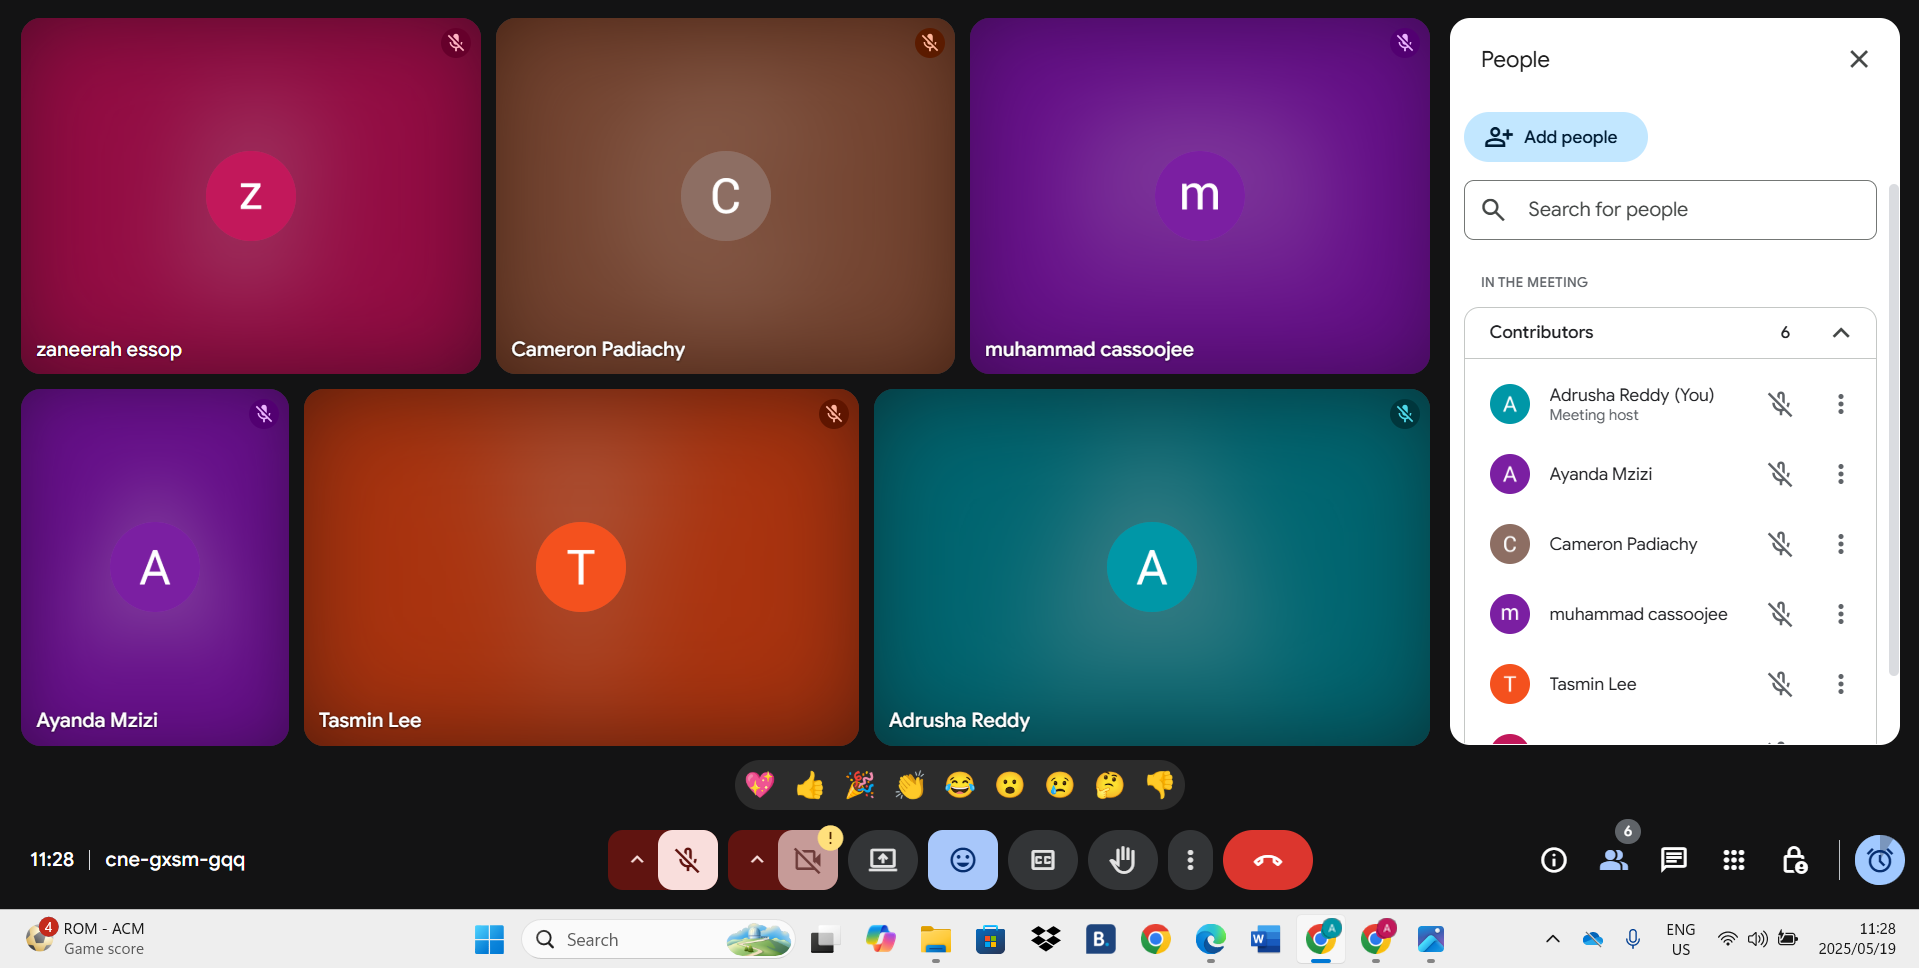 z
zaneerah essop
C
Cameron Padiachy
m
muhammad cassoojee
A
Ayanda Mzizi
T
Tasmin Lee
A
Adrusha Reddy
People
Add people
Search for people
IN THE MEETING
Contributors 6
A Adrusha Reddy (You)
Meeting host
A Ayanda Mzizi
C Cameron Padiachy
m muhammad cassoojee
T Tasmin Lee
11:28 cne-gxsm-gqq
!
CC
6
4 ROM - ACM
Game score
Search
B.
W
A
A
ENG
US
11:28
2025/05/19